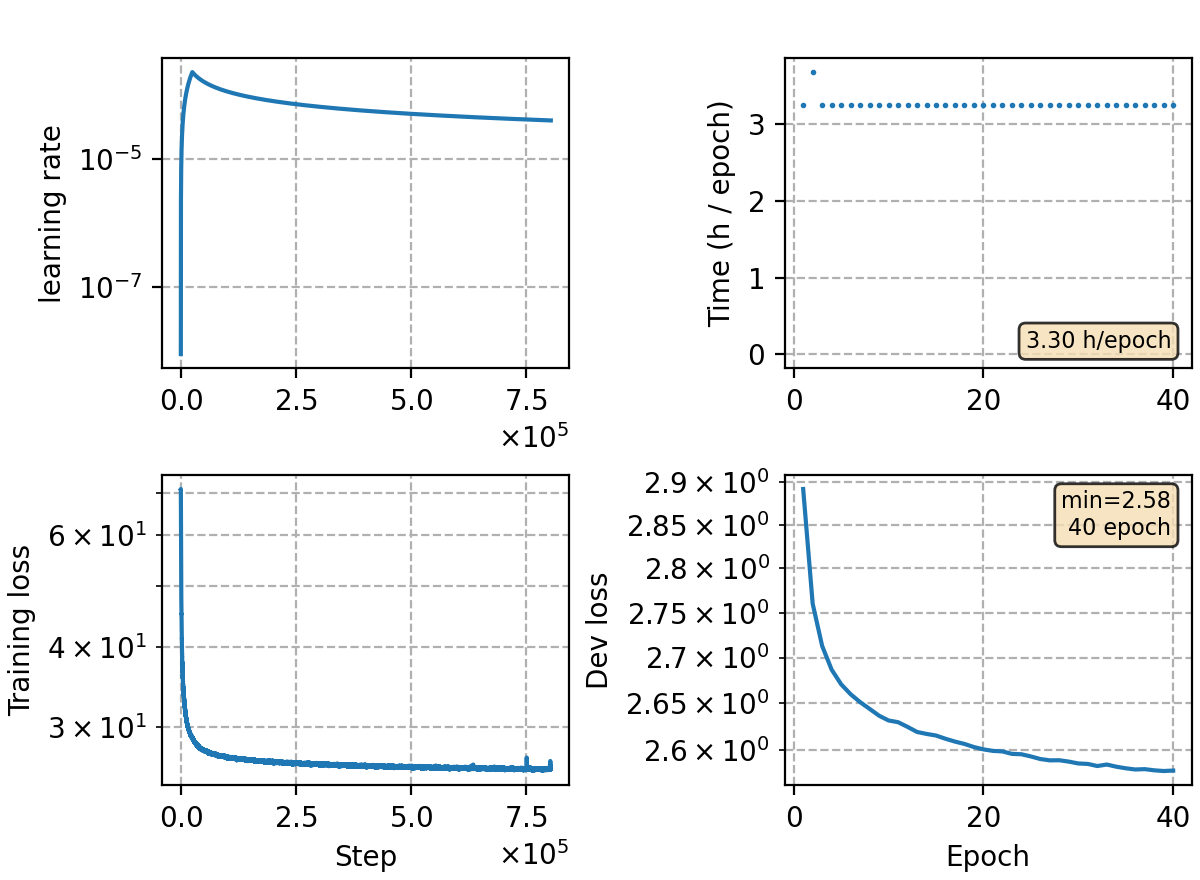 learning rate
10⁻⁵
10⁻⁷
0.0 2.5 5.0 7.5
×10⁵
Time (h / epoch)
3
2
1
0
3.30 h/epoch
0 20 40
Training loss
6 × 10¹
4 × 10¹
3 × 10¹
0.0 2.5 5.0 7.5
Step
×10⁵
Dev loss
2.9 × 10⁰
2.85 × 10⁰
2.8 × 10⁰
2.75 × 10⁰
2.7 × 10⁰
2.65 × 10⁰
2.6 × 10⁰
min=2.58
40 epoch
0 20 40
Epoch